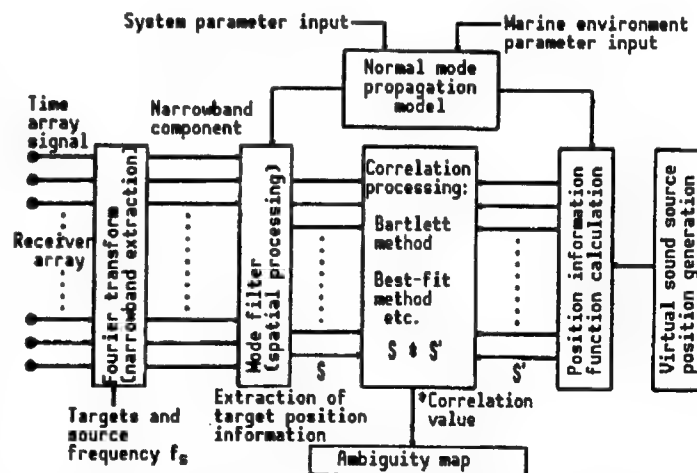 System parameter input
Marine environment
parameter input
Normal mode
propagation
model
Time
array
signal
Narrowband
component
Receiver
array
Fourier transform
(narrowband extraction)
Mode filter
(spatial processing)
Correlation
processing:
Bartlett
method
Best-fit
method
etc.
S * S'
S
S'
Position information
function calculation
Virtual sound source
position generation
Targets and
source
frequency fs
Extraction of
target position
information
*Correlation
value
Ambiguity map